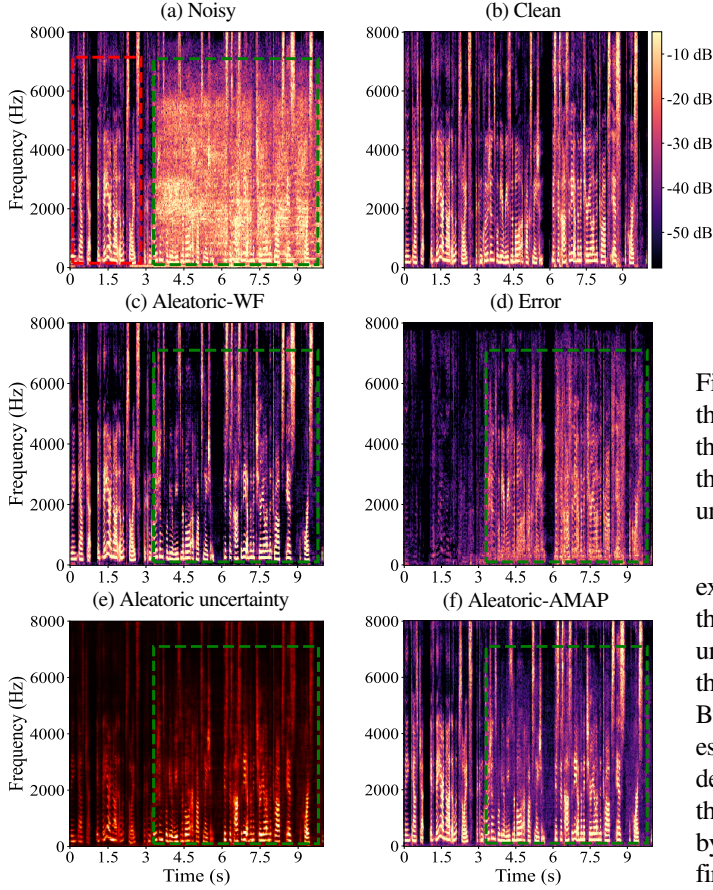 (a) Noisy
(b) Clean
8000
6000
4000
2000
0
Frequency (Hz)
0 1.5 3 4.5 6 7.5 9
8000
6000
4000
2000
0
0 1.5 3 4.5 6 7.5 9
-10 dB
-20 dB
-30 dB
-40 dB
-50 dB
(c) Aleatoric-WF
(d) Error
8000
6000
4000
2000
0
Frequency (Hz)
0 1.5 3 4.5 6 7.5 9
8000
6000
4000
2000
0
0 1.5 3 4.5 6 7.5 9
(e) Aleatoric uncertainty
(f) Aleatoric-AMAP
8000
6000
4000
2000
0
Frequency (Hz)
0 1.5 3 4.5 6 7.5 9
Time (s)
8000
6000
4000
2000
0
0 1.5 3 4.5 6 7.5 9
Time (s)